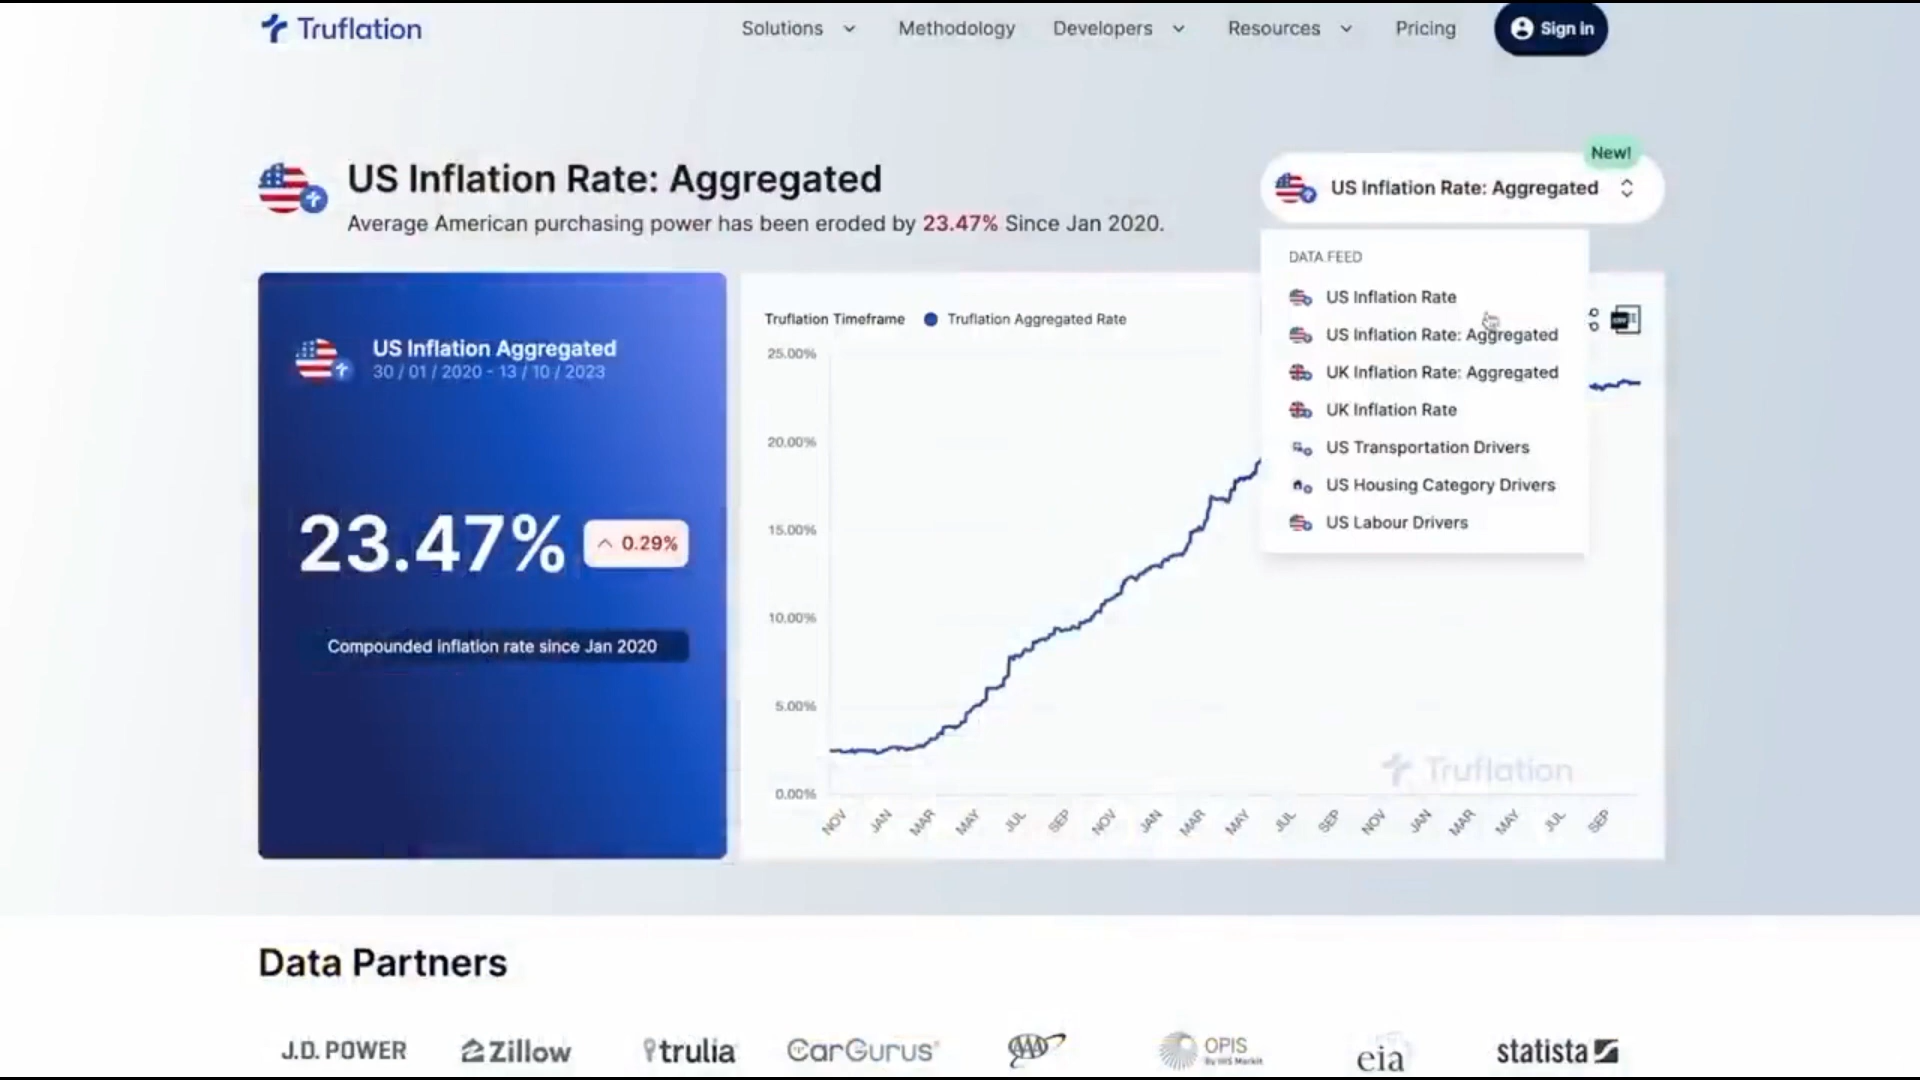 Truflation
Solutions
Methodology
Developers
Resources
Pricing
Sign in
New!
US Inflation Rate: Aggregated
Average American purchasing power has been eroded by 23.47% Since Jan 2020.
US Inflation Rate: Aggregated
DATA FEED
US Inflation Rate
US Inflation Rate: Aggregated
UK Inflation Rate: Aggregated
UK Inflation Rate
US Transportation Drivers
US Housing Category Drivers
US Labour Drivers
US Inflation Aggregated
30 / 01 / 2020 - 13 / 10 / 2023
23.47%
0.29%
Compounded inflation rate since Jan 2020
Truflation Timeframe
Truflation Aggregated Rate
25.00%
20.00%
15.00%
10.00%
5.00%
0.00%
NOV JAN MAR MAY JUL SEP NOV JAN MAR MAY JUL SEP NOV JAN MAR MAY JUL SEP
Truflation
Data Partners
J.D. POWER
Zillow
trulia
CarGurus
AAA
OPIS
By IHS Markit
eia
statista